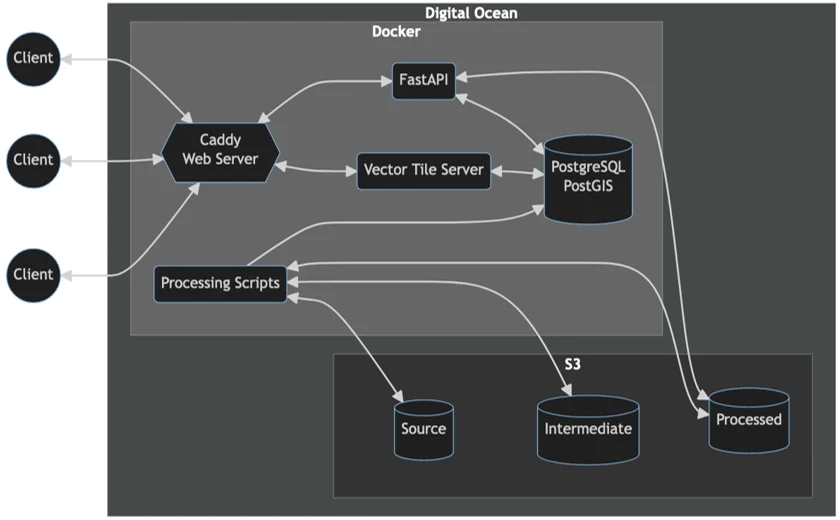 Digital Ocean
Docker
Client
FastAPI
Caddy
Web Server
Client
Vector Tile Server
PostgreSQL
PostGIS
Client
Processing Scripts
S3
Source
Intermediate
Processed